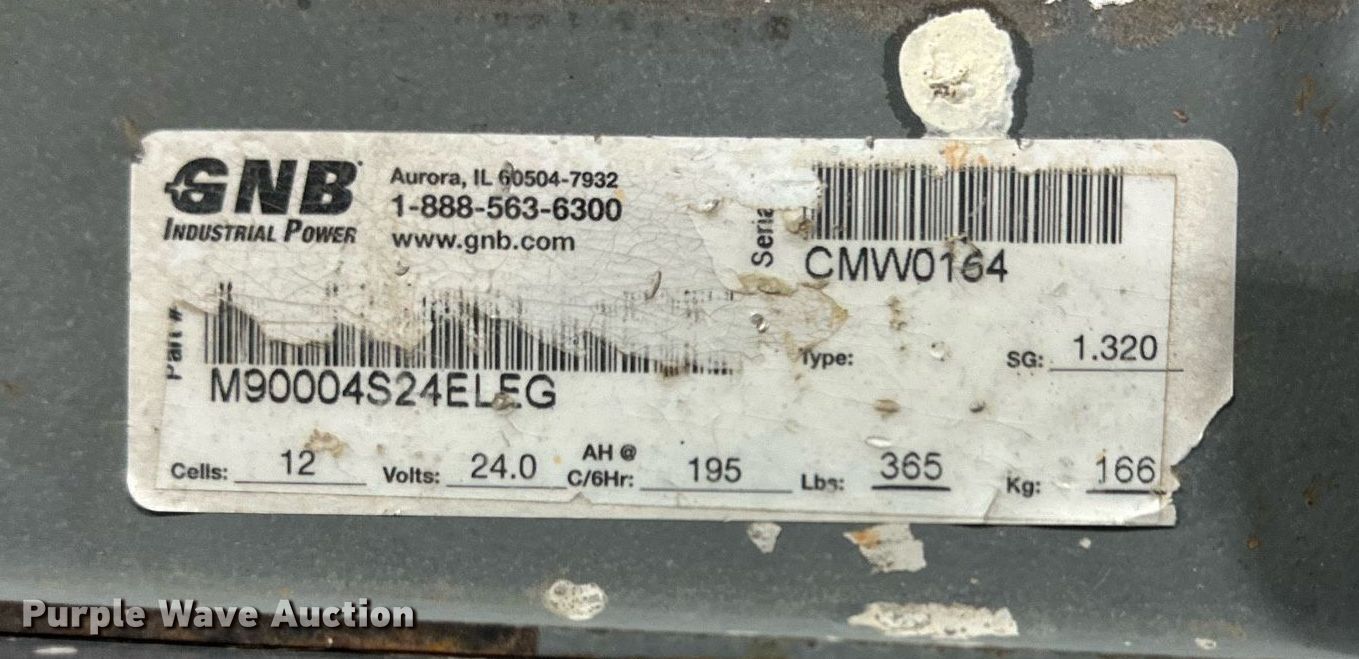 GNB
INDUSTRIAL POWER
Aurora, IL 60504-7932
1-888-563-6300
www.gnb.com
CMW0164
Part #
M90004S24ELEG
Type:
SG: 1.320
Cells: 12
Volts: 24.0
AH @
C/6Hr: 195
Lbs: 365
Kg: 166
Purple Wave Auction